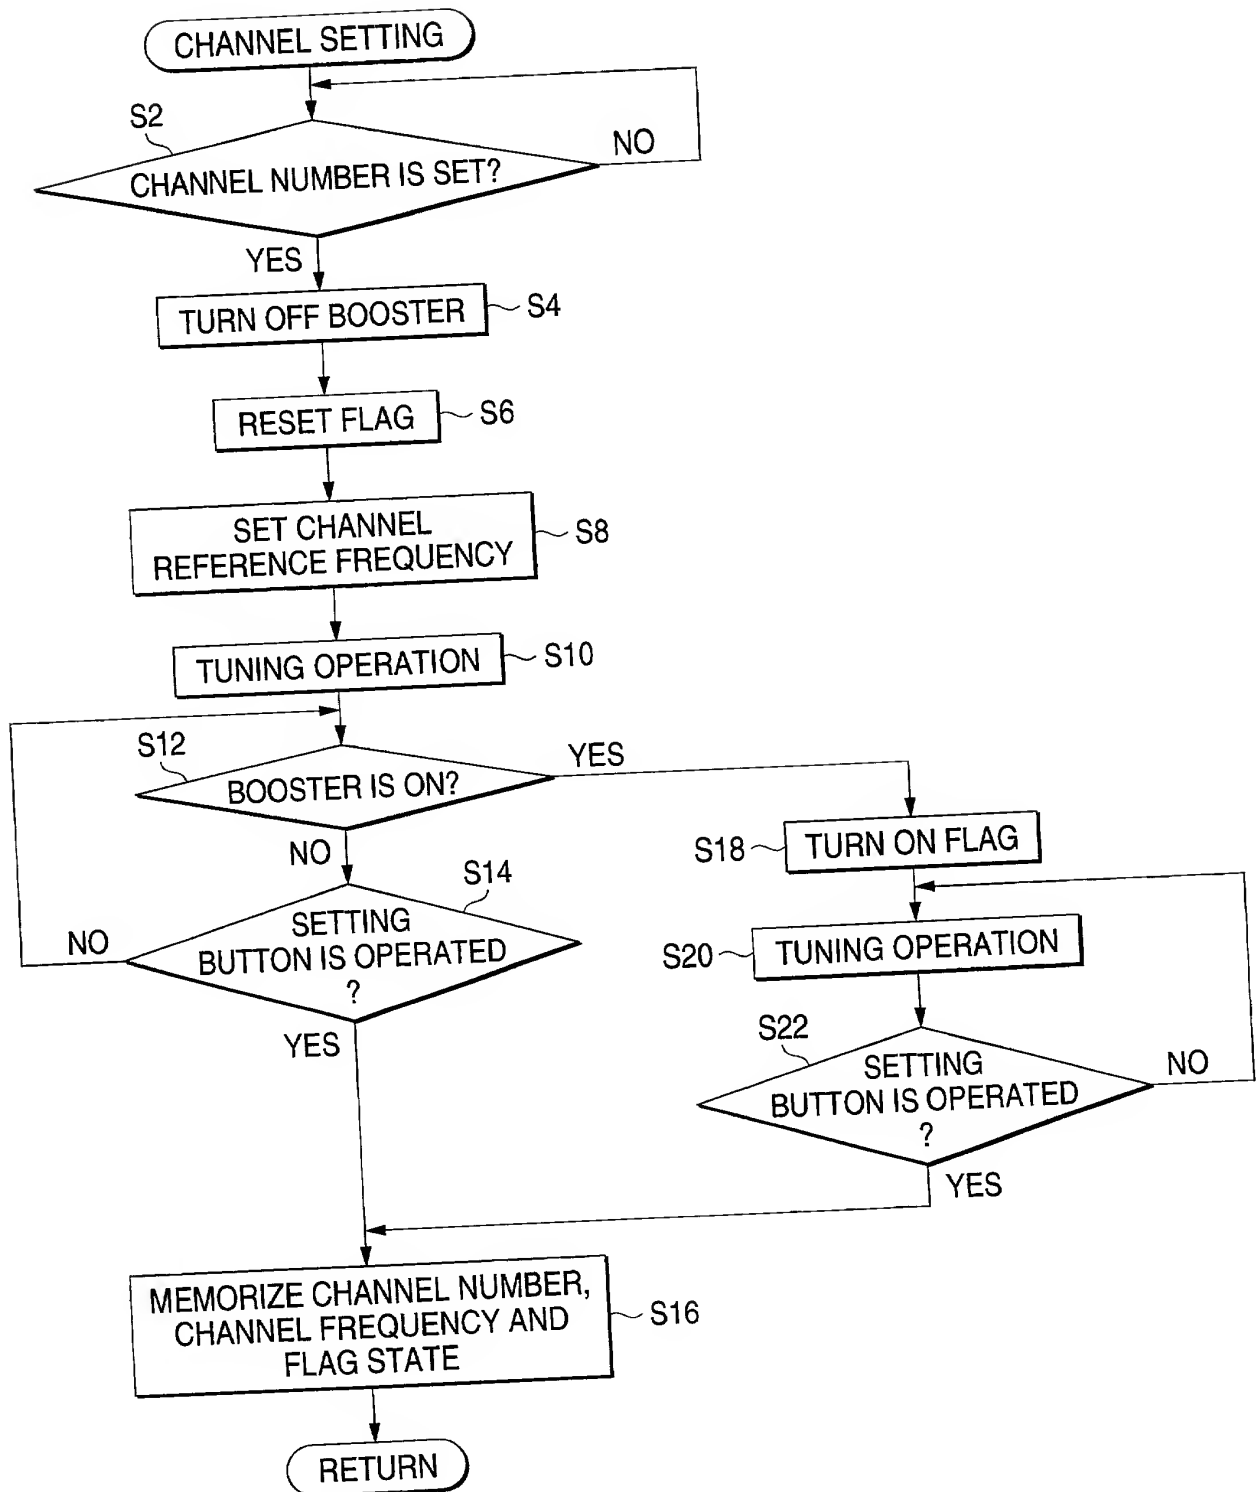 CHANNEL SETTING
S2
NO
CHANNEL NUMBER IS SET?
YES
TURN OFF BOOSTER
S4
RESET FLAG
S6
SET CHANNEL
REFERENCE FREQUENCY
S8
TUNING OPERATION
S10
S12
YES
BOOSTER IS ON?
NO
S18
TURN ON FLAG
S14
SETTING
BUTTON IS OPERATED
?
NO
YES
S20
TUNING OPERATION
S22
SETTING
BUTTON IS OPERATED
?
NO
YES
MEMORIZE CHANNEL NUMBER,
CHANNEL FREQUENCY AND
FLAG STATE
S16
RETURN